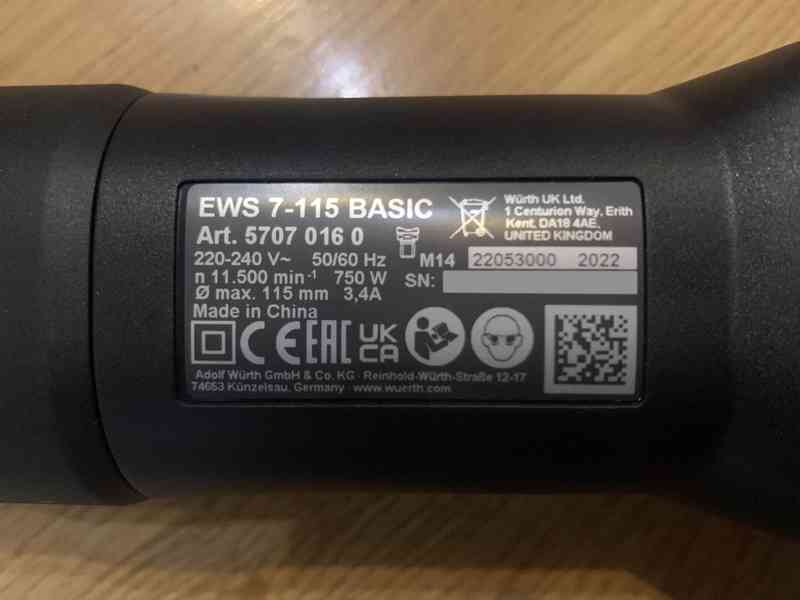 EWS 7-115 BASIC
Art. 5707 016 0
220-240 V~ 50/60 Hz
n 11.500 min⁻¹ 750 W
Ø max. 115 mm 3,4A
Made in China
Würth UK Ltd.
1 Centurion Way, Erith
Kent, DA18 4AE,
UNITED KINGDOM
M14 22053000 2022
SN:
CE EAC UK CA
Adolf Würth GmbH & Co. KG · Reinhold-Würth-Straße 12-17
74653 Künzelsau, Germany · www.wuerth.com